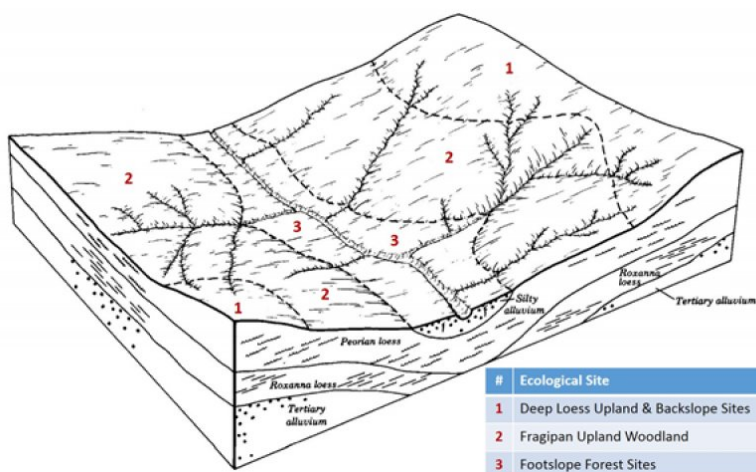 1
2
2
3
3
2
1
Roxanna
loess
Silty
alluvium
Tertiary alluvium
Peorian loess
Roxanna loess
Tertiary
alluvium
# Ecological Site
1 Deep Loess Upland & Backslope Sites
2 Fragipan Upland Woodland
3 Footslope Forest Sites